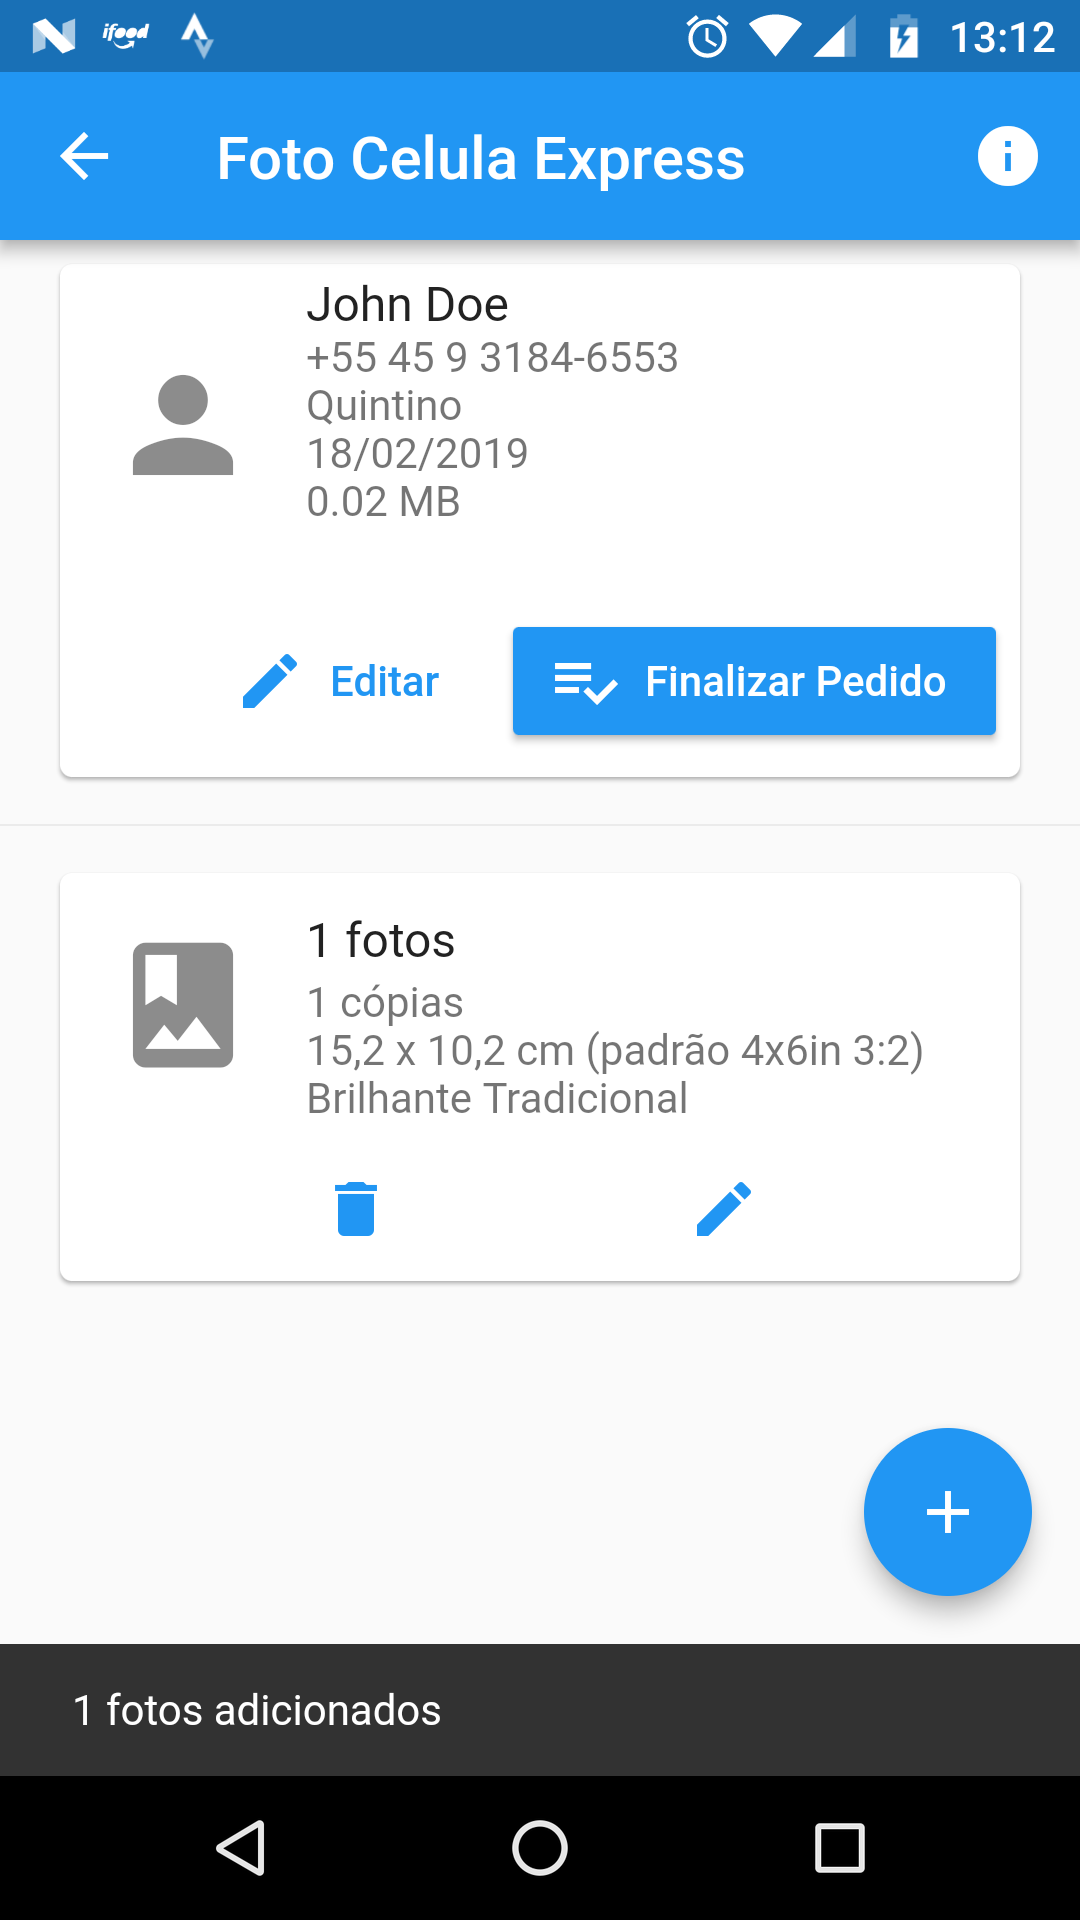 ifood
13:12
Foto Celula Express
John Doe
+55 45 9 3184-6553
Quintino
18/02/2019
0.02 MB
Editar
Finalizar Pedido
1 fotos
1 cópias
15,2 x 10,2 cm (padrão 4x6in 3:2)
Brilhante Tradicional
1 fotos adicionados